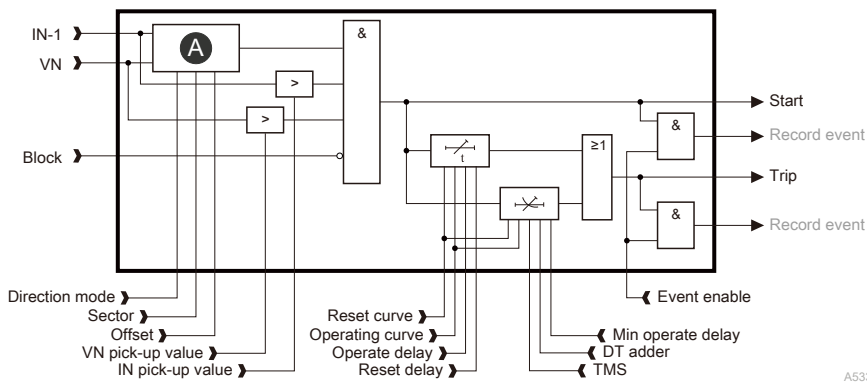 IN-1
VN
Block
A
>
>
&
t
≥1
&
&
Start
Record event
Trip
Record event
Direction mode
Sector
Offset
VN pick-up value
IN pick-up value
Reset curve
Operating curve
Operate delay
Reset delay
Event enable
Min operate delay
DT adder
TMS